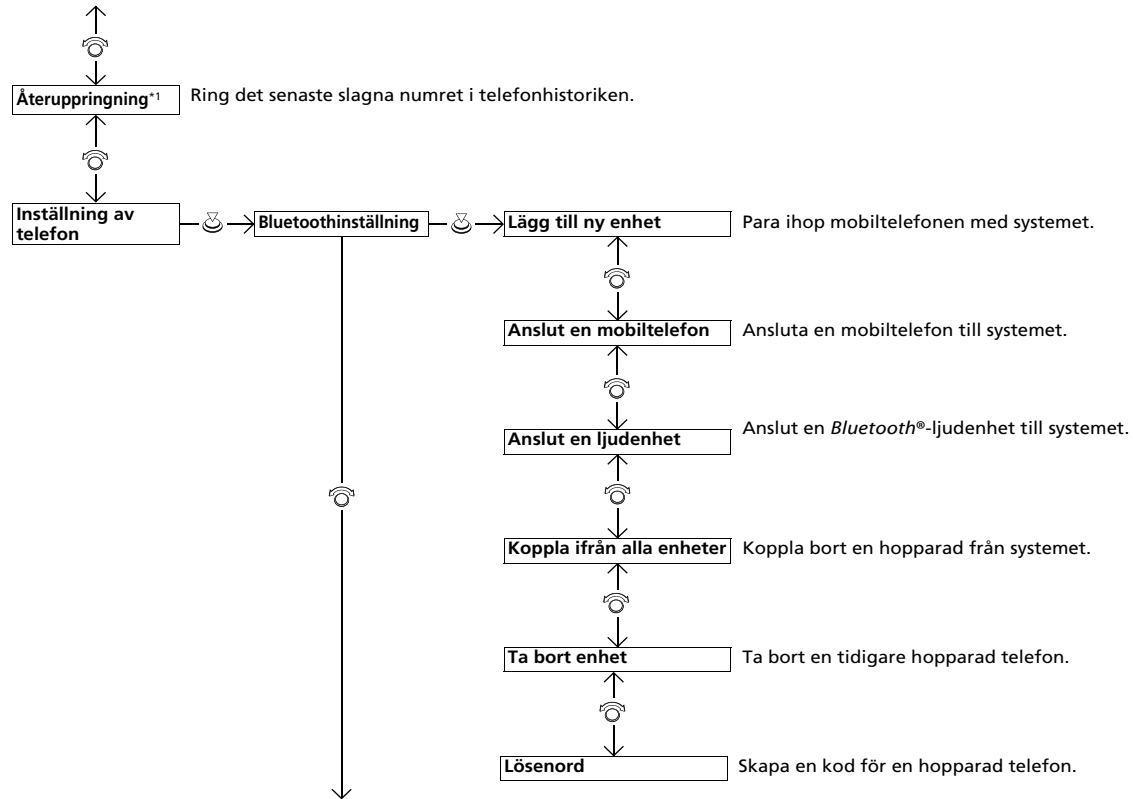 Återuppringning*1 Ring det senaste slagna numret i telefonhistoriken.
Inställning av
telefon
Bluetoothinställning
Lägg till ny enhet Para ihop mobiltelefonen med systemet.
Anslut en mobiltelefon Ansluta en mobiltelefon till systemet.
Anslut en ljudenhet Anslut en Bluetooth®-ljudenhet till systemet.
Koppla ifrån alla enheter Koppla bort en hopparad från systemet.
Ta bort enhet Ta bort en tidigare hopparad telefon.
Lösenord Skapa en kod för en hopparad telefon.